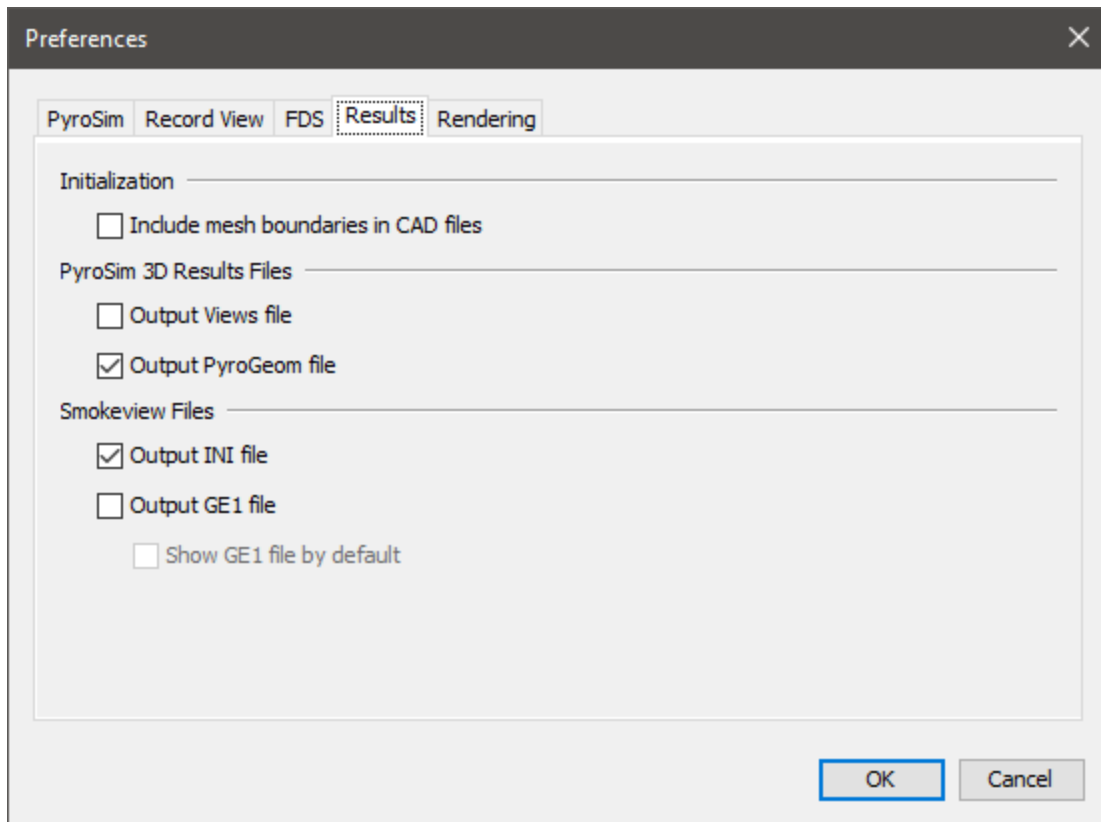 Preferences
PyroSim Record View FDS Results Rendering
Initialization
Include mesh boundaries in CAD files
PyroSim 3D Results Files
Output Views file
Output PyroGeom file
Smokeview Files
Output INI file
Output GE1 file
Show GE1 file by default
OK Cancel